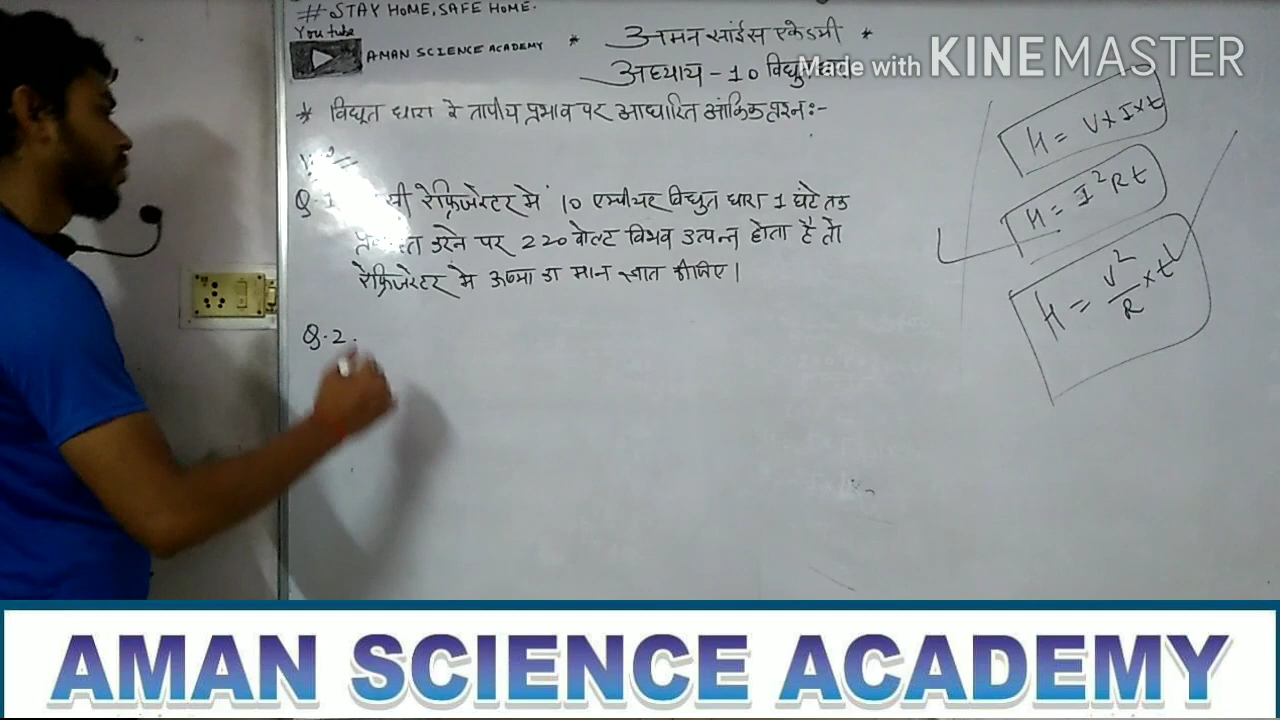 #STAY HOME, SAFE HOME.
You tube
AMAN SCIENCE ACADEMY
* अमन साईंस एकेडमी *
अध्याय - 10 विद्युत
Made with KINEMASTER
* विद्युत धारा के तापीय प्रभाव पर आधारित आंकिक प्रश्न :-
Q.1 रेफ्रिजरेटर में 10 एम्पीयर विद्युत धारा 1 घंटे तक
करने पर 220 वोल्ट विभव उत्पन्न होता है तो
रेफ्रिजरेटर में ऊष्मा का मान ज्ञात कीजिए।
Q.2.
H = V x I x t
H = I²Rt
H = V²/R x t
AMAN SCIENCE ACADEMY